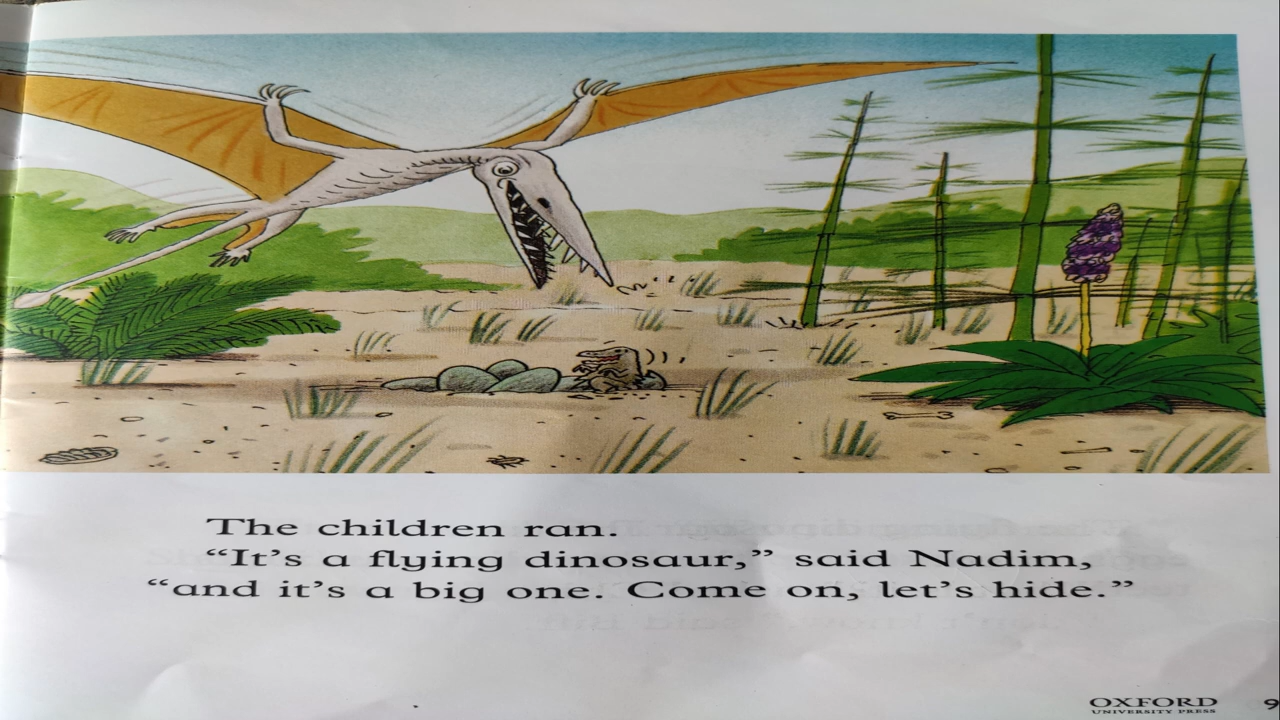 The children ran.
“It’s a flying dinosaur,” said Nadim,
“and it’s a big one. Come on, let’s hide.”
OXFORD
UNIVERSITY PRESS
9